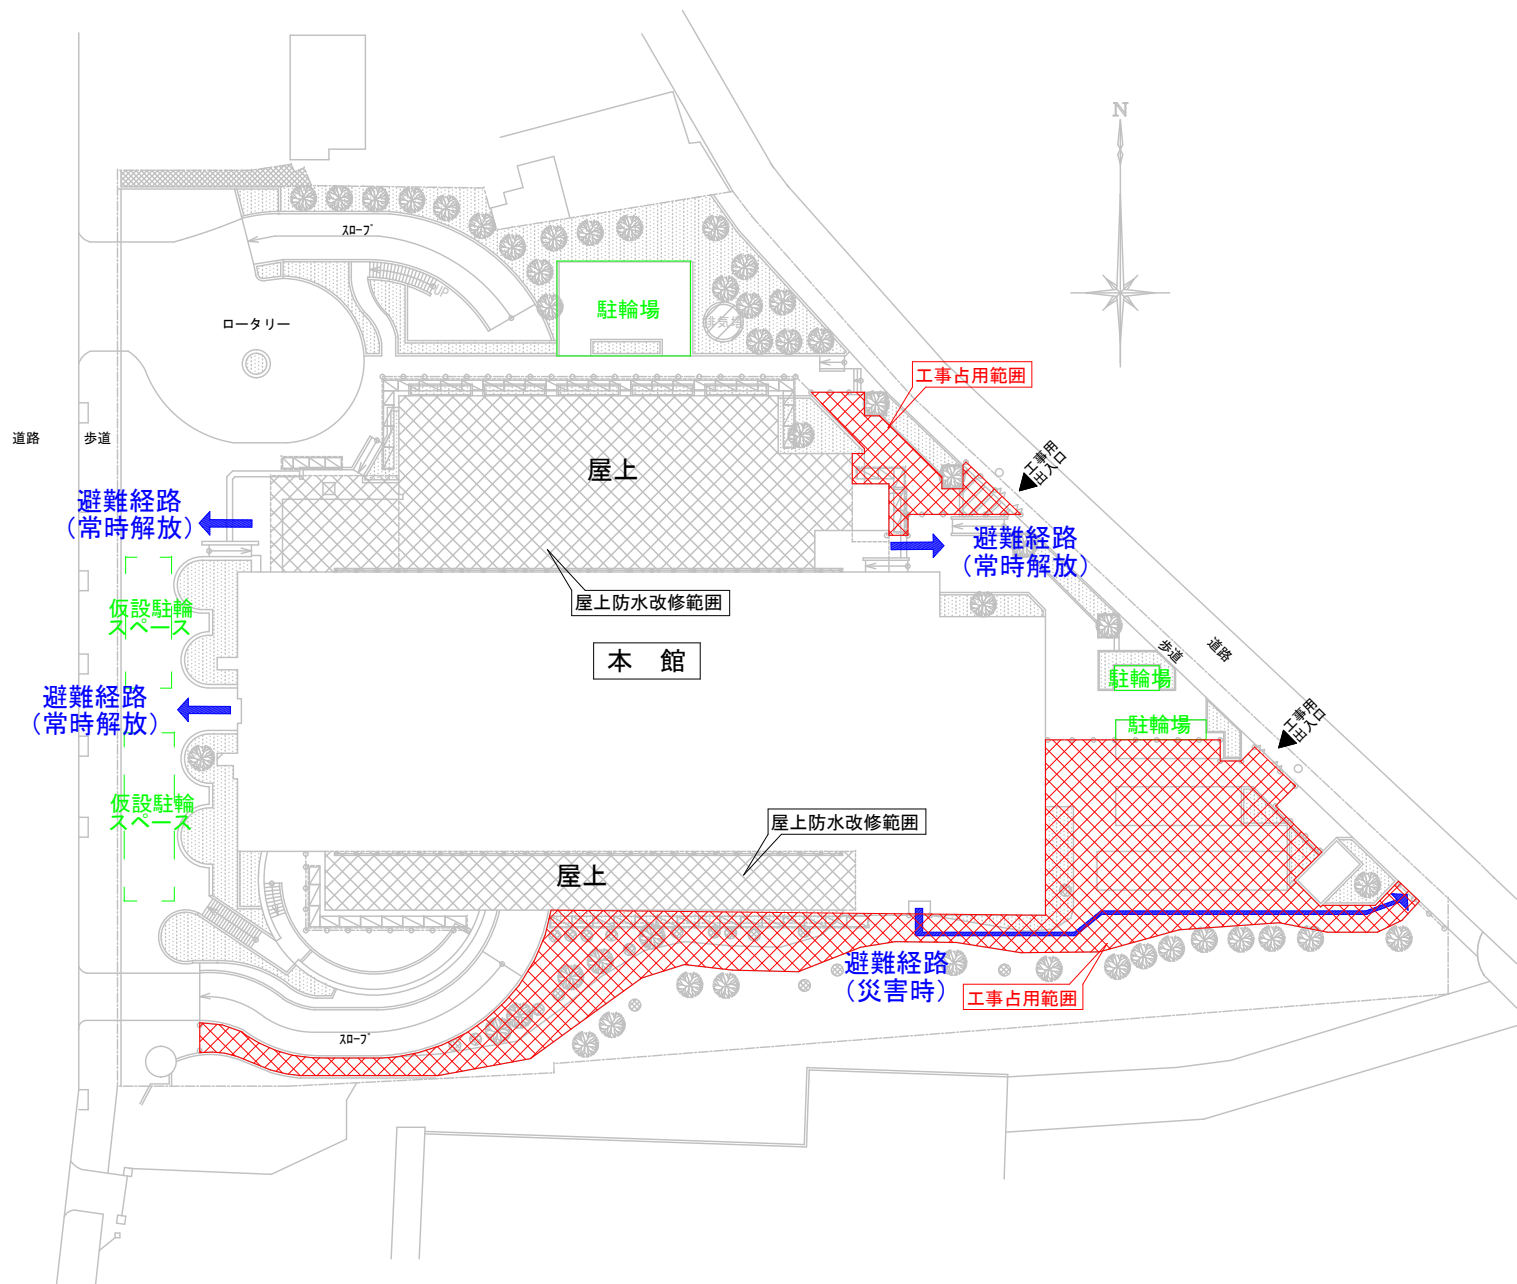 N
スロープ
UP
駐輪場
排気塔
ロータリー
工事占用範囲
道路
歩道
屋上
工事用
出入口
避難経路
（常時解放）
避難経路
（常時解放）
屋上防水改修範囲
仮設駐輪
スペース
本　館
歩道
道路
駐輪場
避難経路
（常時解放）
工事用
出入口
駐輪場
仮設駐輪
スペース
屋上防水改修範囲
屋上
避難経路
（災害時）
工事占用範囲
スロープ